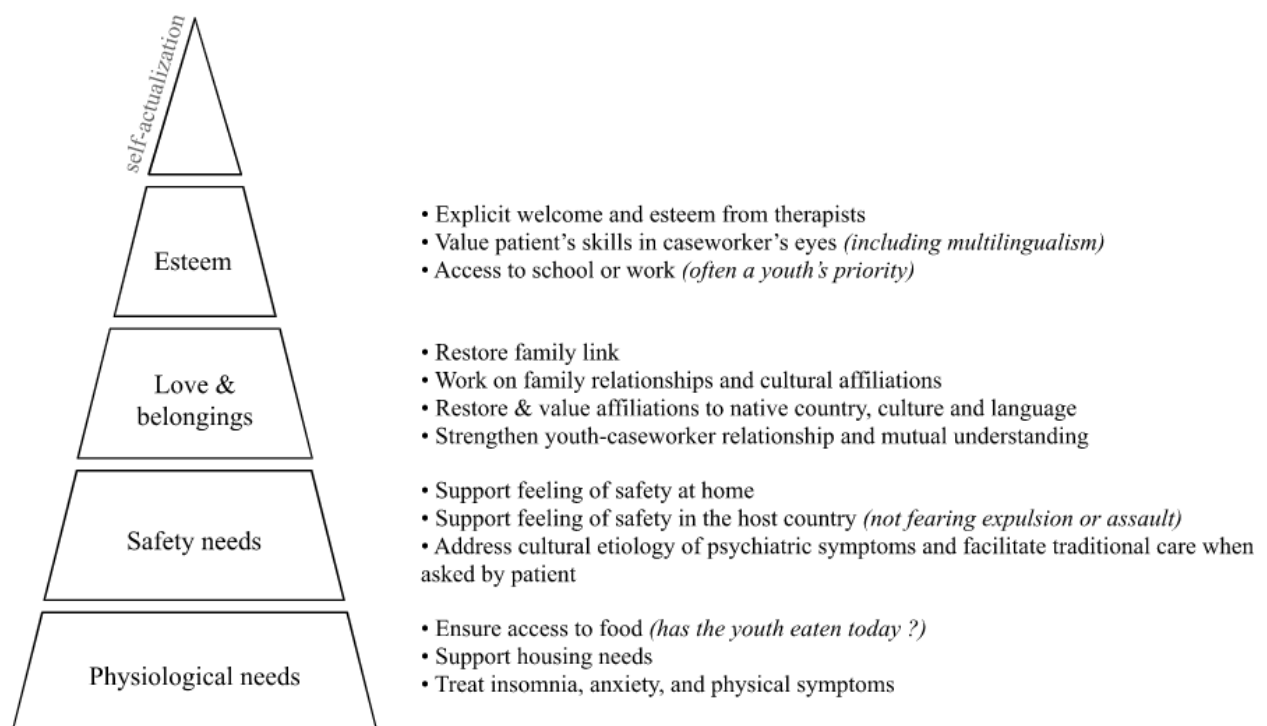 self-actualization
Esteem
• Explicit welcome and esteem from therapists
• Value patient's skills in caseworker's eyes (including multilingualism)
• Access to school or work (often a youth's priority)
Love &
belongings
• Restore family link
• Work on family relationships and cultural affiliations
• Restore & value affiliations to native country, culture and language
• Strengthen youth-caseworker relationship and mutual understanding
Safety needs
• Support feeling of safety at home
• Support feeling of safety in the host country (not fearing expulsion or assault)
• Address cultural etiology of psychiatric symptoms and facilitate traditional care when
asked by patient
Physiological needs
• Ensure access to food (has the youth eaten today ?)
• Support housing needs
• Treat insomnia, anxiety, and physical symptoms